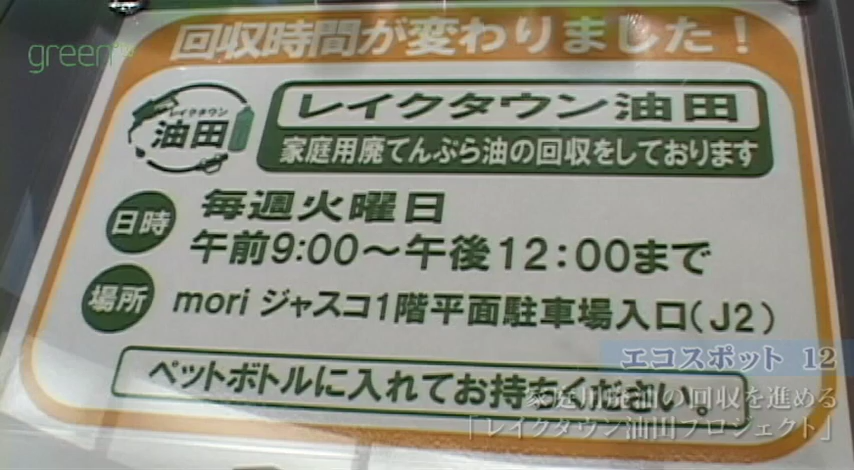 回収時間が変わりました!
green
レイクタウン
油田
レイクタウン油田
家庭用廃てんぷら油の回収をしております
日時
毎週火曜日
午前9:00〜午後12:00まで
場所
mori ジャスコ1階平面駐車場入口(J2)
ペットボトルに入れてお持ちください。
エコスポット 12
家庭用廃油の回収を進める
「レイクタウン油田プロジェクト」